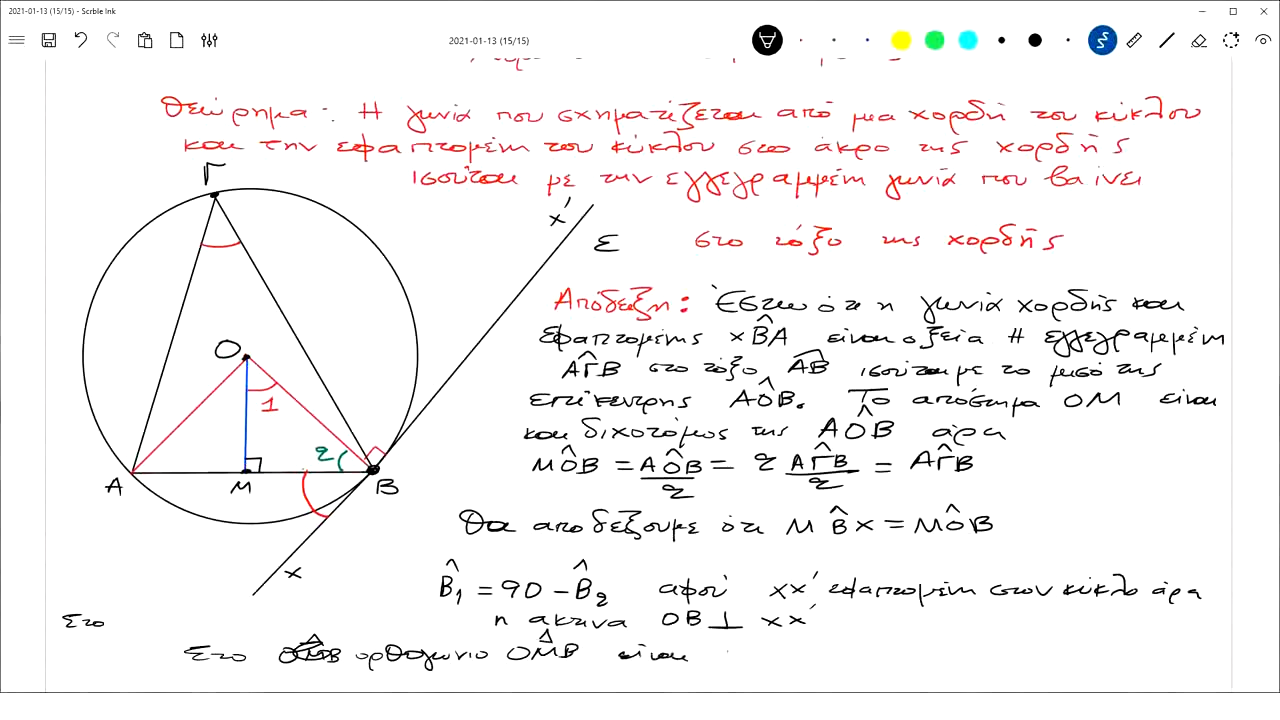 2021-01-13 (15/15) - Scrble Ink
2021-01-13 (15/15)
Θεώρημα: Η γωνία που σχηματίζεται από μια χορδή του κύκλου
και την εφαπτομένη του κύκλου στο άκρο της χορδής
ισούται με την εγγεγραμμένη γωνία που βαίνει
στο τόξο της χορδής
Γ
x'
ε
O
1
2
A
M
B
x
Απόδειξη: Έστω ότι η γωνία χορδής και
εφαπτομένης xB̂A είναι οξεία Η εγγεγραμμένη
AΓ̂B στο τόξο A͡B ισούται με το μισό της
επίκεντρης AÔB. Το απόστημα OM είναι
και διχοτόμος της AÔB άρα
MÔB = AÔB/2 = 2 AΓ̂B/2 = AΓ̂B
Θα αποδείξουμε ότι MB̂x = MÔB
B̂₁ = 90 - B̂₂ αφού xx' εφαπτομένη στον κύκλο άρα
η ακτινα OB ⊥ xx'
Στο
Στο ορθογώνιο OM̂B είναι